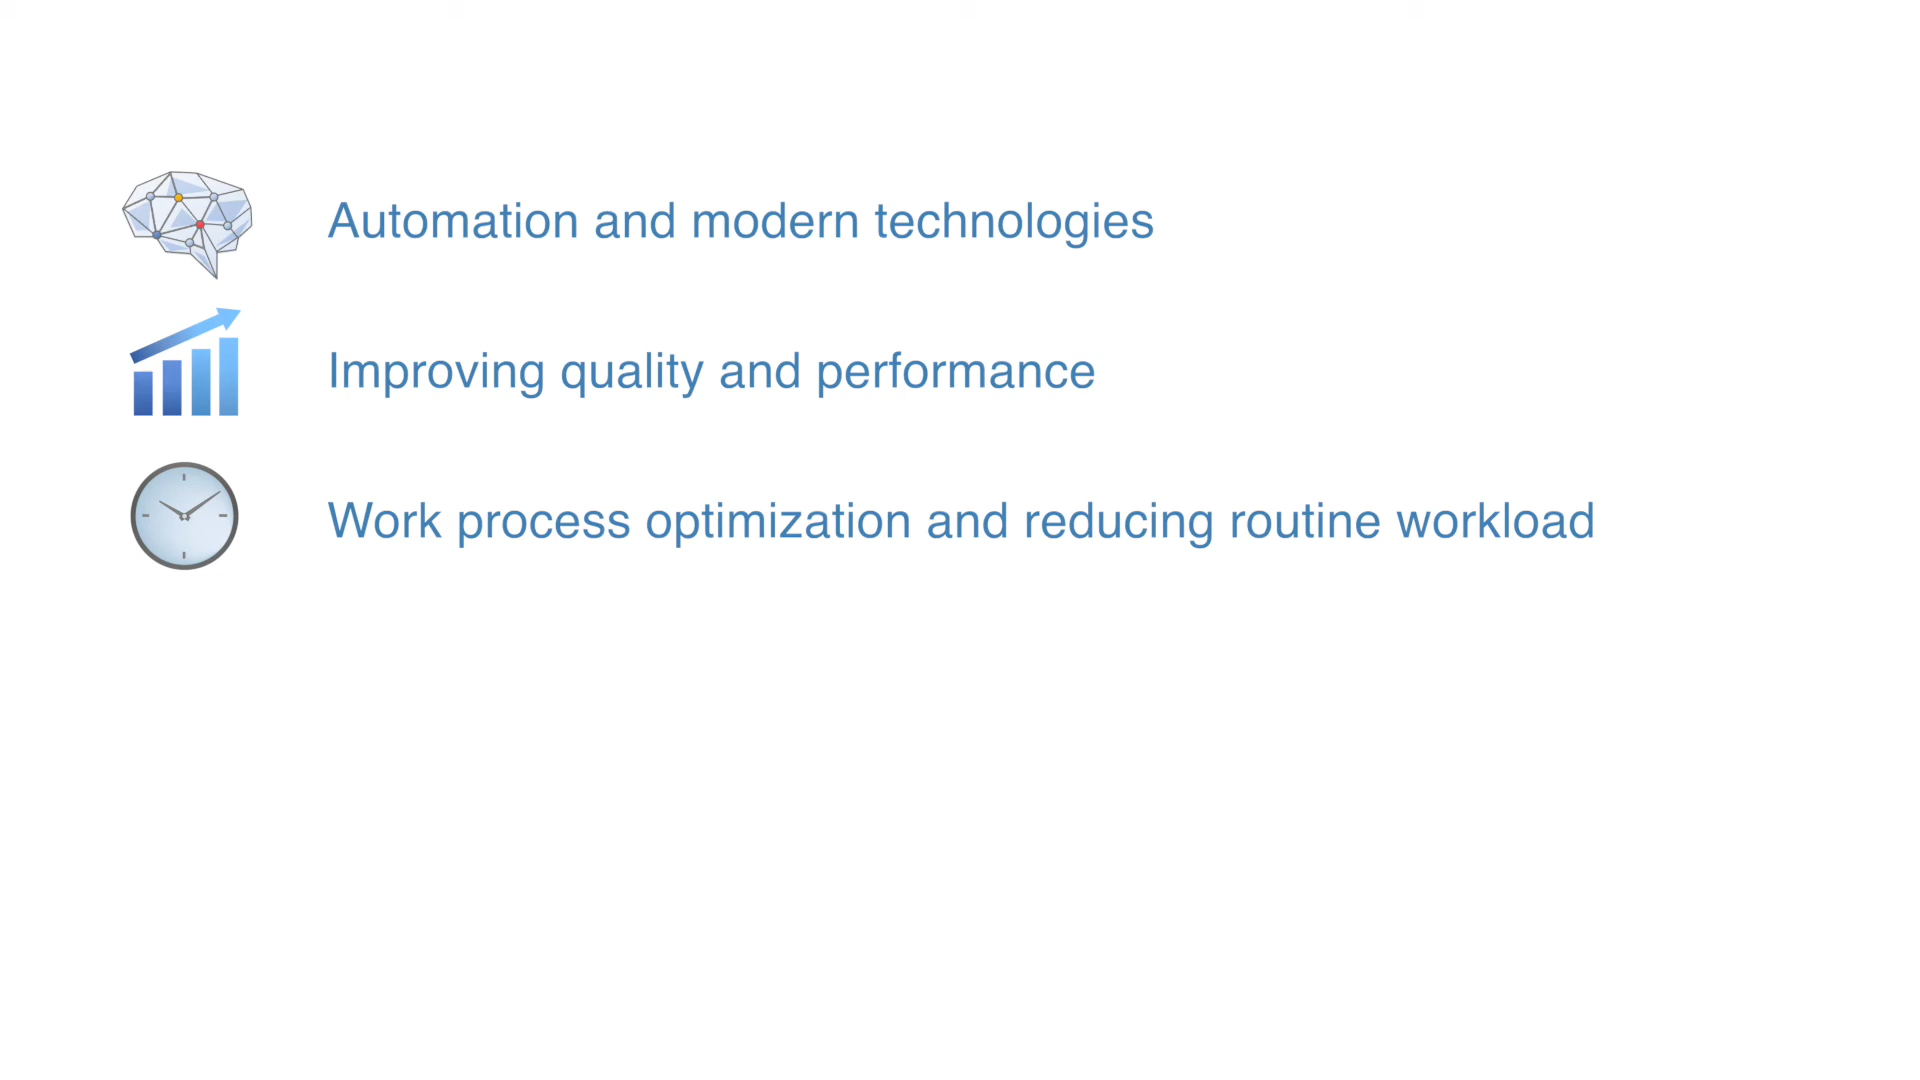 Automation and modern technologies
Improving quality and performance
Work process optimization and reducing routine workload